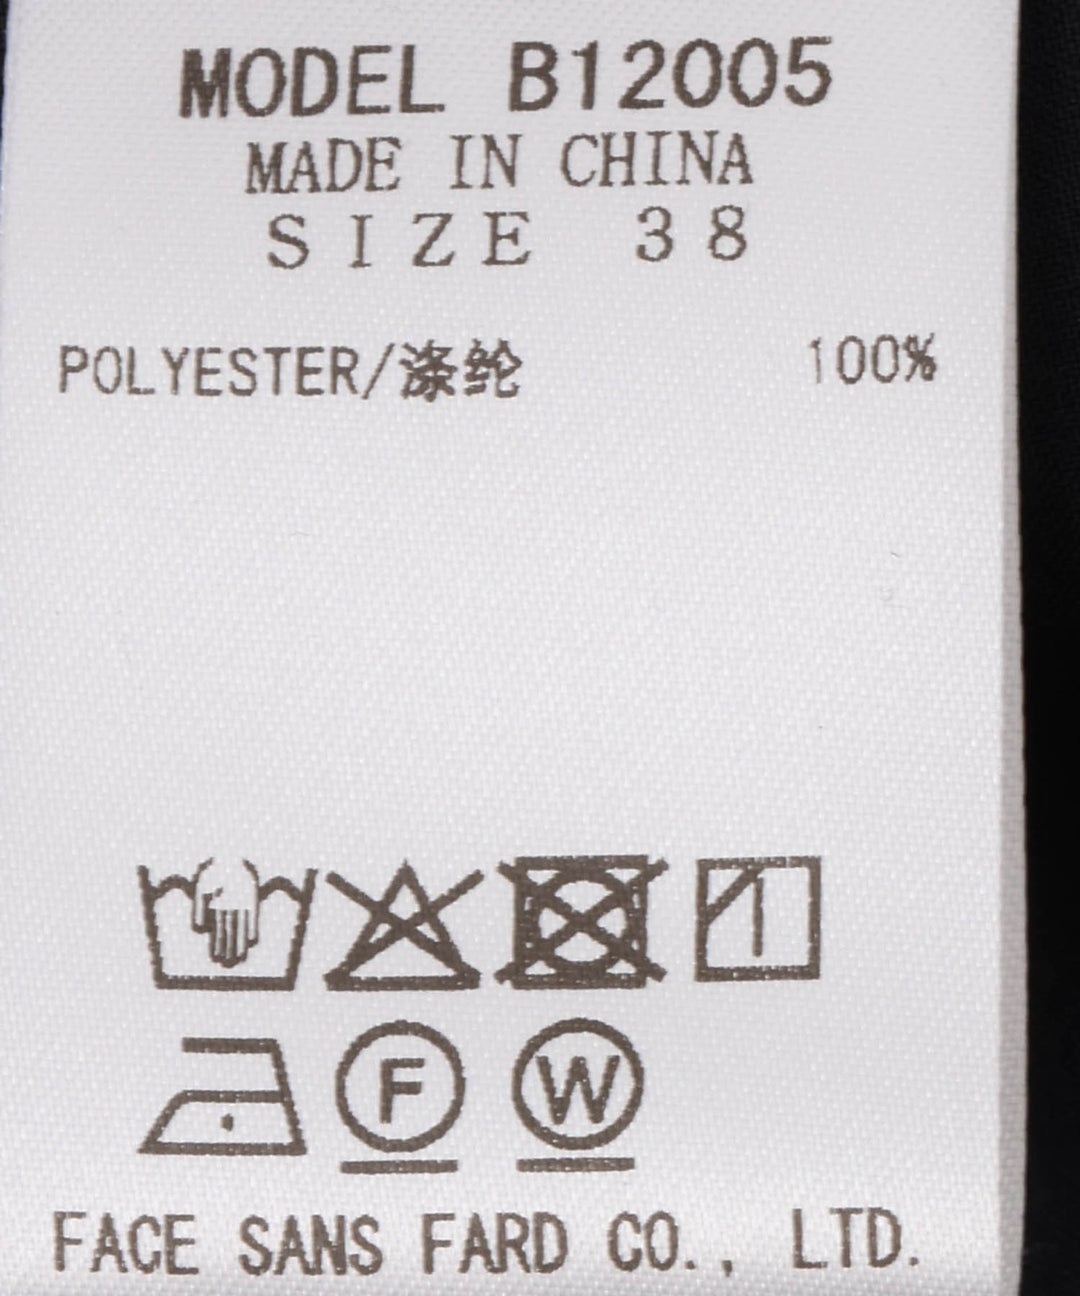 MODEL B12005
MADE IN CHINA
SIZE 38
POLYESTER/涤纶 100%
F W
FACE SANS FARD CO., LTD.